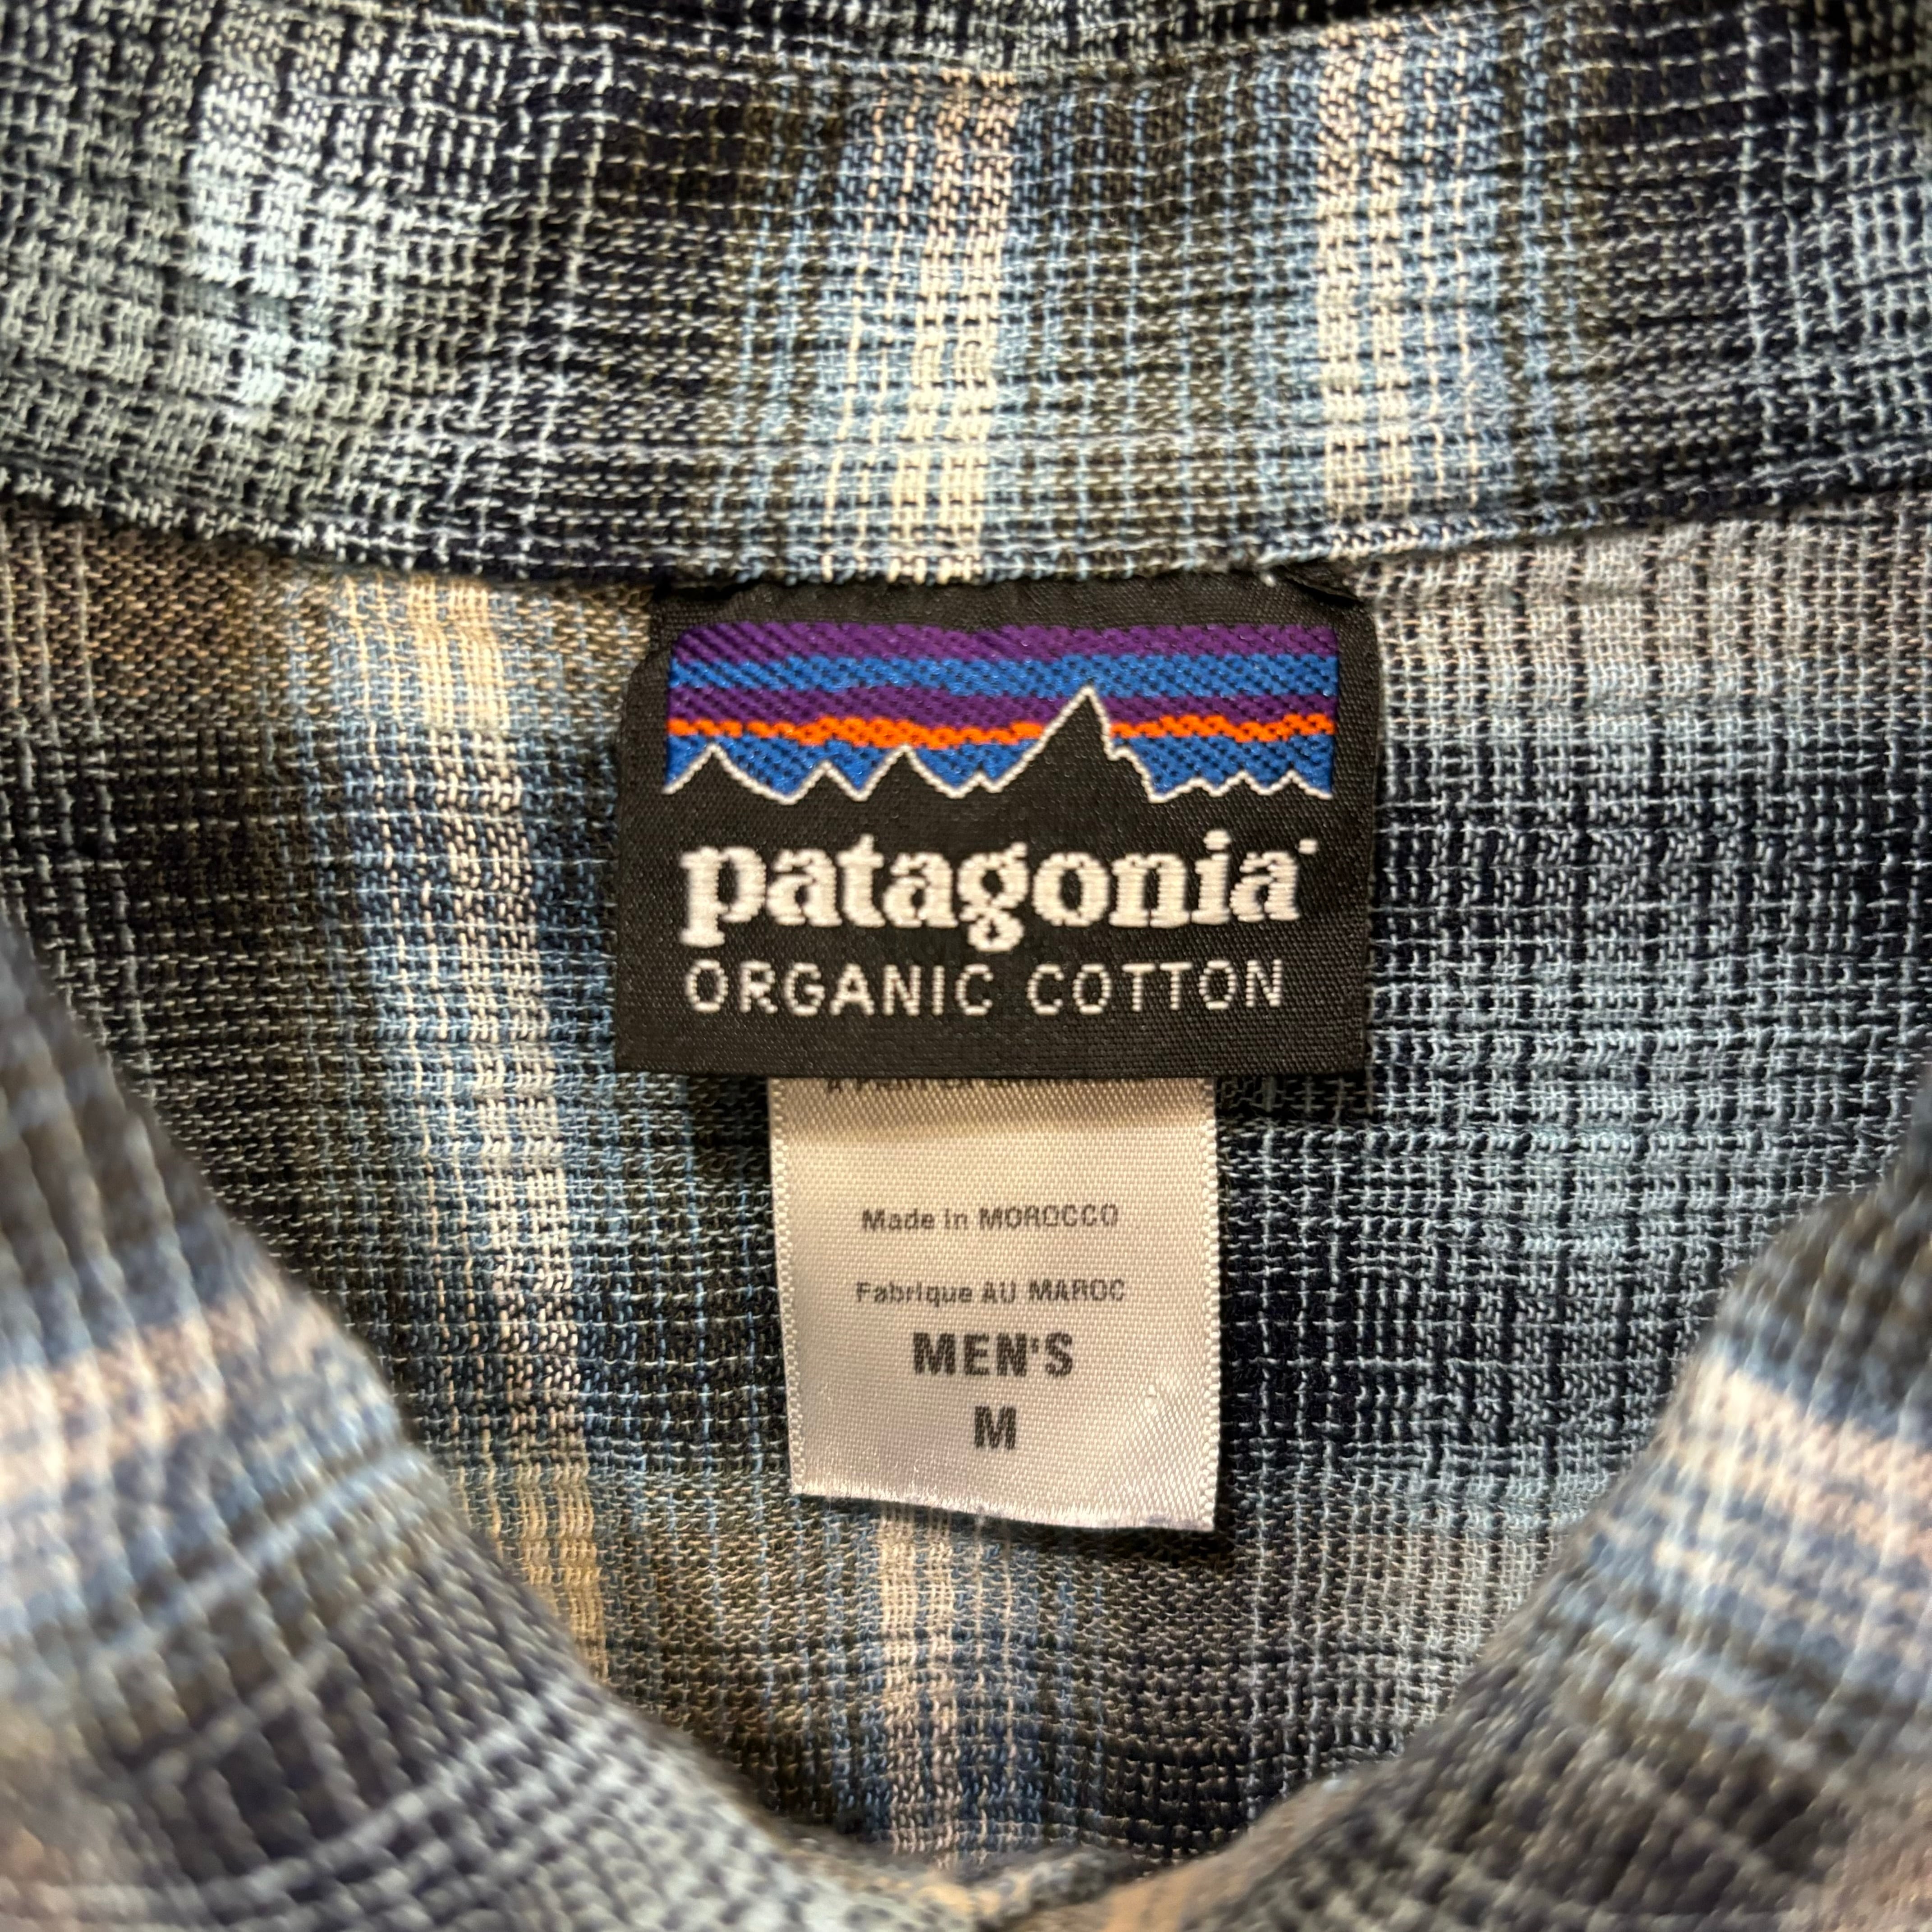 patagonia
ORGANIC COTTON
Made in MOROCCO
Fabrique AU MAROC
MEN'S
M